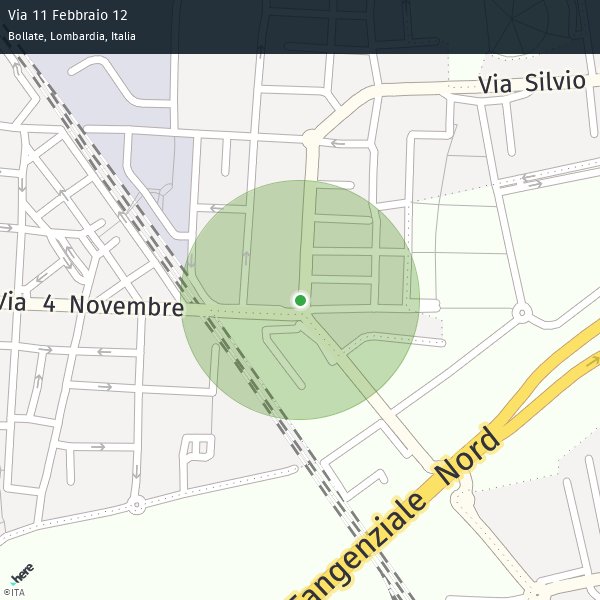 Via 11 Febbraio 12
Bollate, Lombardia, Italia
Via Silvio
Via 4 Novembre
Tangenziale Nord
here
©ITA